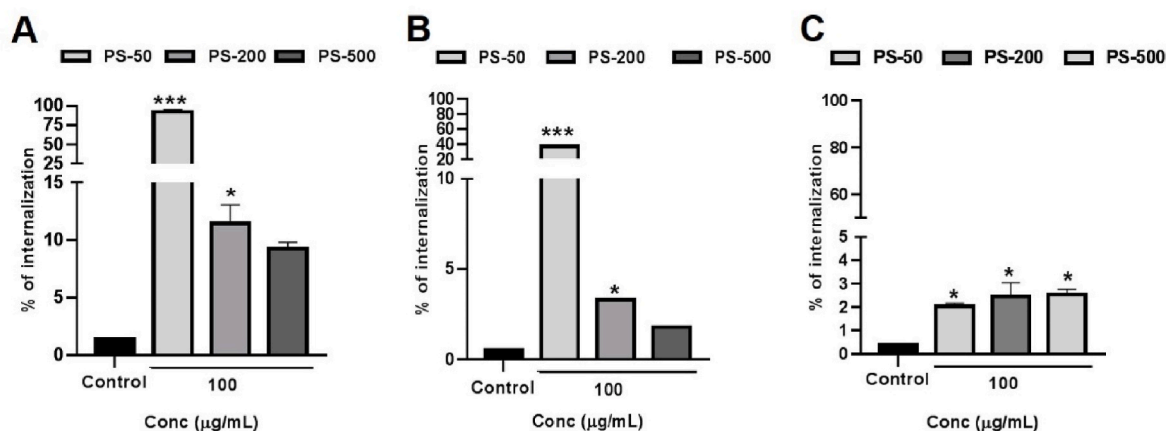 A
PS-50 PS-200 PS-500
% of internalization
100
75
50
25
15
10
5
0
***
*
Control
100
Conc (µg/mL)
B
PS-50 PS-200 PS-500
% of internalization
100
80
60
40
20
10
5
0
***
*
Control
100
Conc (µg/mL)
C
PS-50 PS-200 PS-500
% of internalization
100
80
60
6
5
4
3
2
1
0
* * *
Control
100
Conc (µg/mL)